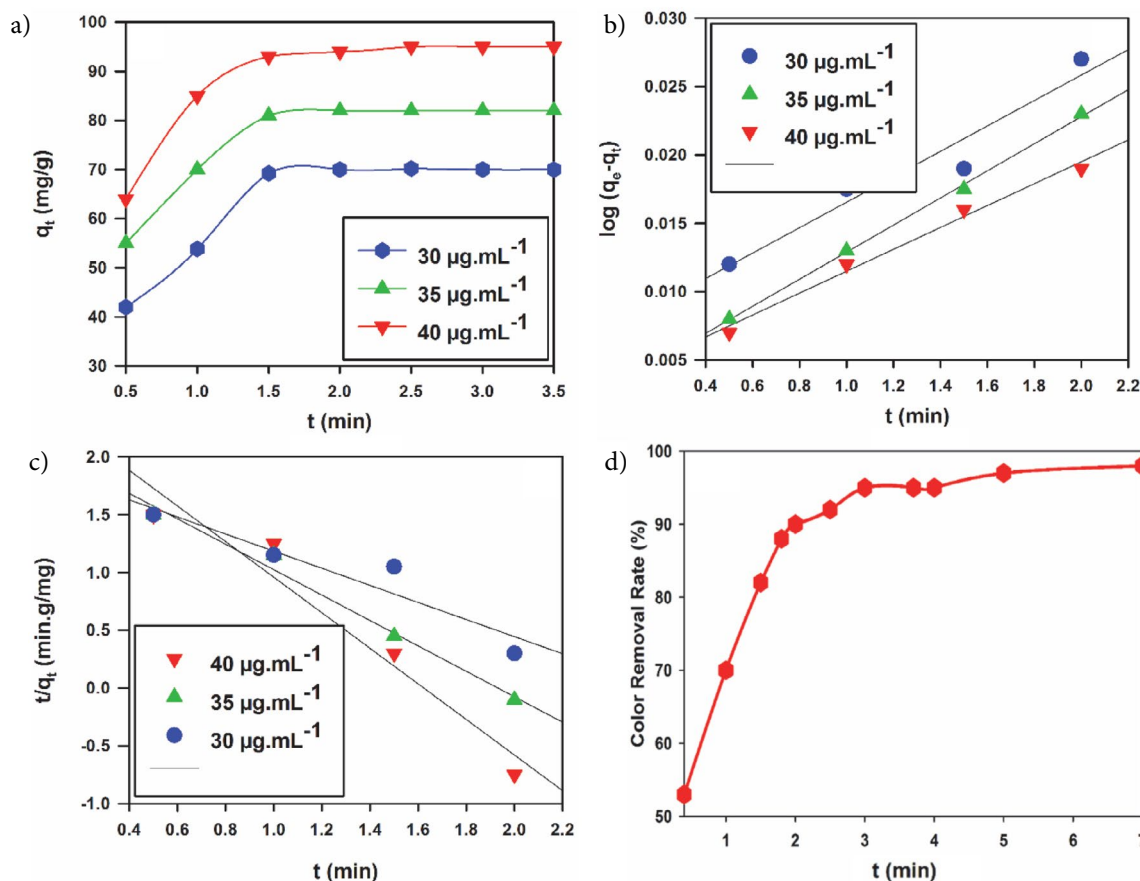 a)
100
90
80
70
60
50
40
30
0.5 1.0 1.5 2.0 2.5 3.0 3.5
qt (mg/g)
t (min)
30 µg.mL-1
35 µg.mL-1
40 µg.mL-1
b)
0.030
0.025
0.020
0.015
0.010
0.005
0.4 0.6 0.8 1.0 1.2 1.4 1.6 1.8 2.0 2.2
log (qe-qt)
t (min)
30 µg.mL-1
35 µg.mL-1
40 µg.mL-1
c)
2.0
1.5
1.0
0.5
0.0
-0.5
-1.0
0.4 0.6 0.8 1.0 1.2 1.4 1.6 1.8 2.0 2.2
t/qt (min.g/mg)
t (min)
40 µg.mL-1
35 µg.mL-1
30 µg.mL-1
d)
100
90
80
70
60
50
1 2 3 4 5 6 7
Color Removal Rate (%)
t (min)